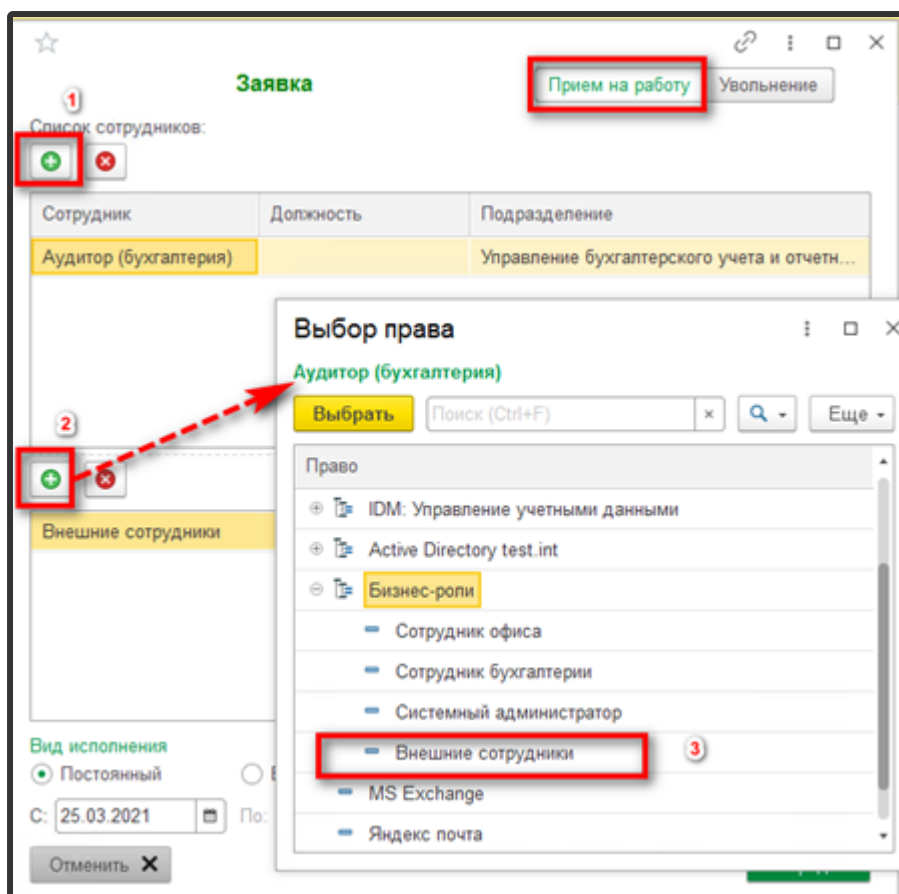 Заявка
Прием на работу
Увольнение
1
Список сотрудников:
Сотрудник
Должность
Подразделение
Аудитор (бухгалтерия)
Управление бухгалтерского учета и отчетн...
2
Внешние сотрудники
Выбор права
Аудитор (бухгалтерия)
Выбрать
Поиск (Ctrl+F)
Еще
Право
IDM: Управление учетными данными
Active Directory test.int
Бизнес-роли
Сотрудник офиса
Сотрудник бухгалтерии
Системный администратор
Внешние сотрудники
3
MS Exchange
Яндекс почта
Вид исполнения
Постоянный
С: 25.03.2021
По:
Отменить